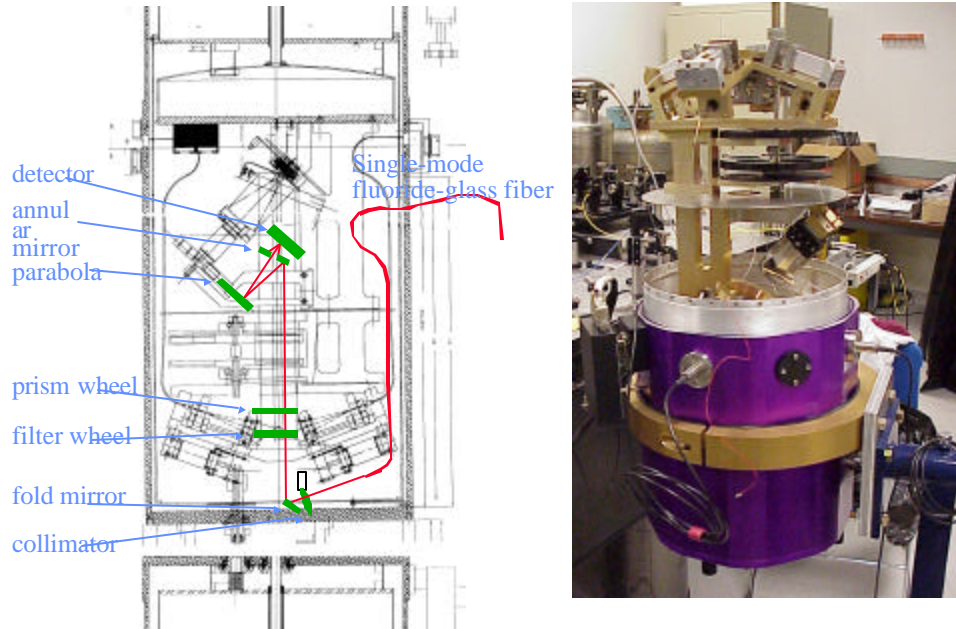 Single-mode
fluoride-glass fiber
detector
annul
ar
mirror
parabola
prism wheel
filter wheel
fold mirror
collimator